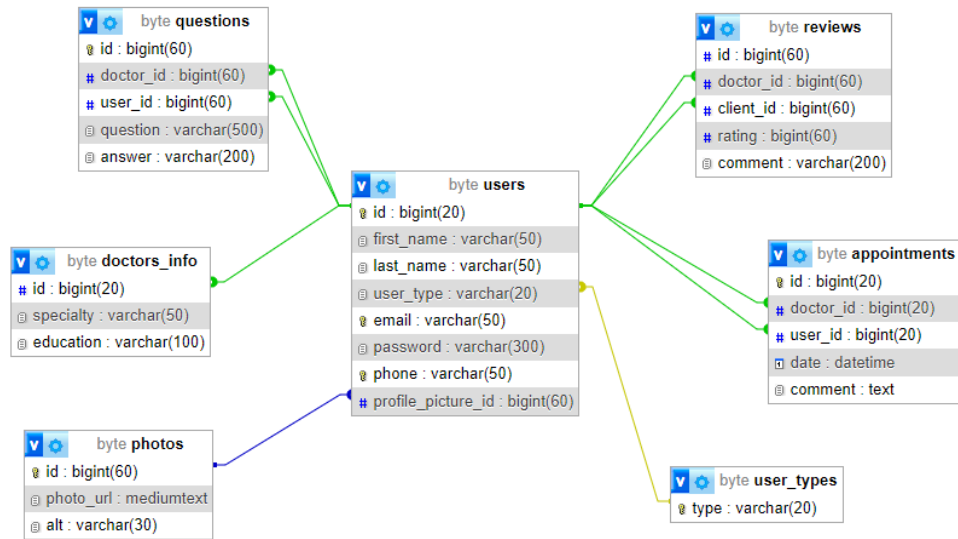 v byte questions
id : bigint(60)
# doctor_id : bigint(60)
# user_id : bigint(60)
question : varchar(500)
answer : varchar(200)
v byte reviews
# id : bigint(60)
# doctor_id : bigint(60)
# client_id : bigint(60)
# rating : bigint(60)
comment : varchar(200)
v byte users
id : bigint(20)
first_name : varchar(50)
last_name : varchar(50)
user_type : varchar(20)
email : varchar(50)
password : varchar(300)
phone : varchar(50)
# profile_picture_id : bigint(60)
v byte doctors_info
# id : bigint(20)
specialty : varchar(50)
education : varchar(100)
v byte appointments
id : bigint(20)
# doctor_id : bigint(20)
# user_id : bigint(20)
date : datetime
comment : text
v byte photos
id : bigint(60)
photo_url : mediumtext
alt : varchar(30)
v byte user_types
type : varchar(20)